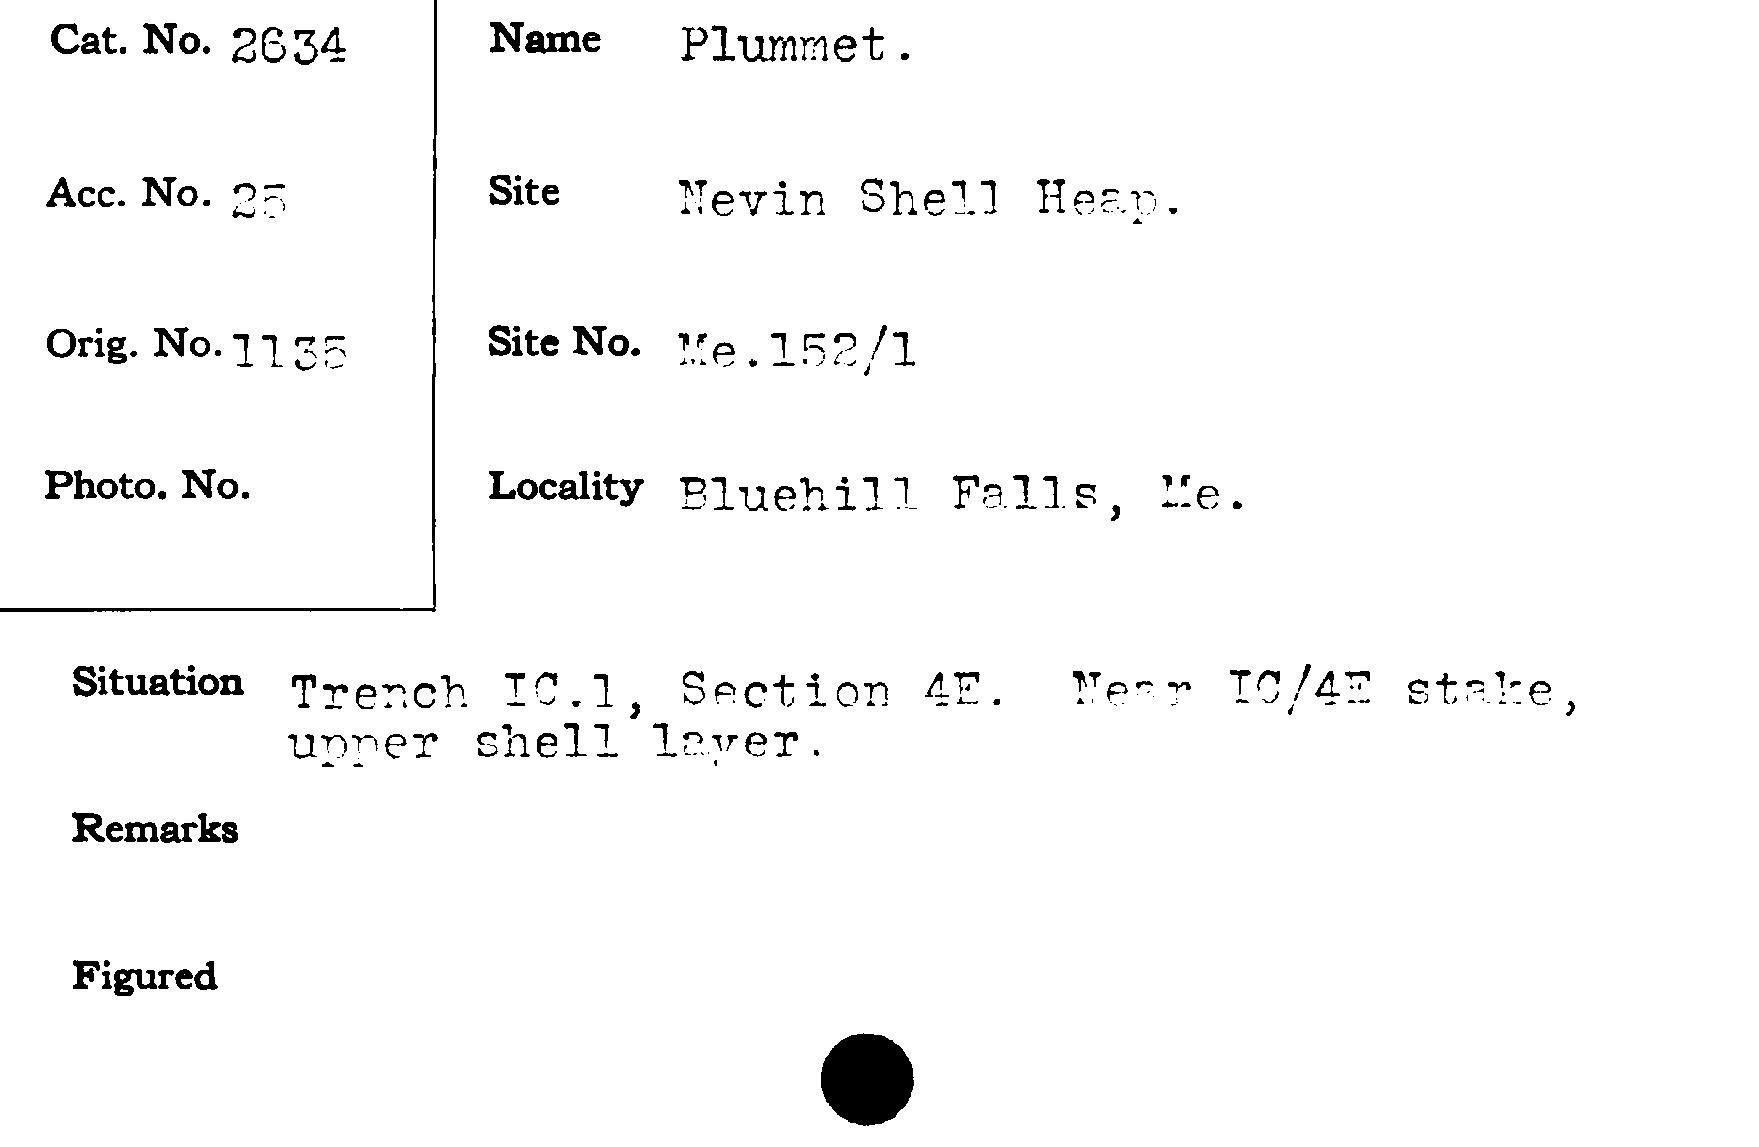 Cat. No. 2634
Name Plummet.
Acc. No. 25
Site Nevin Shell Heap.
Orig. No. 1135
Site No. Me.152/1
Photo. No.
Locality Bluehill Falls, Me.
Situation Trench IC.1, Section 4E. Near IC/4E stake,
upper shell layer.
Remarks
Figured